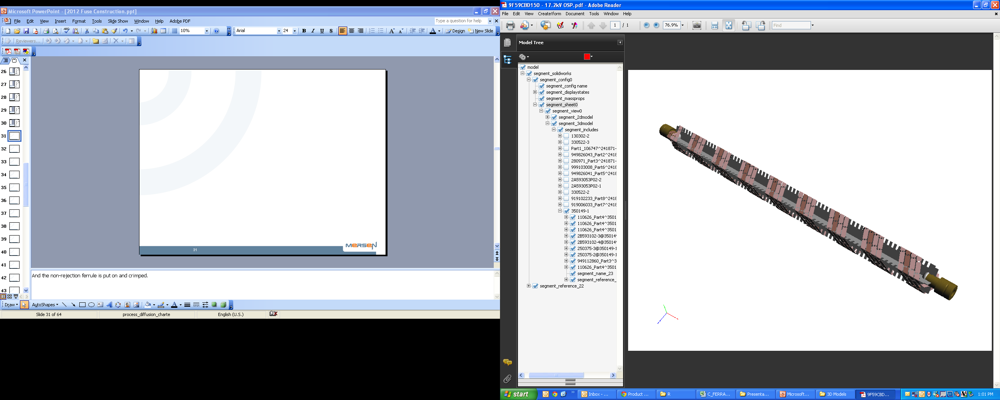 Microsoft PowerPoint - [2012 Fuse Construction.ppt]
File Edit View Insert Format Tools Slide Show Window Help Adobe PDF
Type a question for help
10%
Arial 24 B I U S Design New Slide
Reviewers...
26
27
28
29
30
31
32
33
34
35
36
37
38
39
40
41
42
43
31
MERSEN
And the non-rejection ferrule is put on and crimped.
Draw AutoShapes
Slide 31 of 64 process_diffusion_charte English (U.S.)
9F59CBD150 - 17.2kV OSP.pdf - Adobe Reader
File Edit View Create!form Document Tools Window Help
1 / 1 76.9% Find
Model Tree
model
segment_solidworks
segment_config0
segment_config name
segment_displaystates
segment_massprops
segment_sheet0
segment_view0
segment_2dmodel
segment_3dmodel
segment_includes
130302-2
330522-3
Part1_106747^241871-
949826043_Part2^2418
280971_Part3^241871-
999103008_Part6^2418
949826041_Part5^2418
2A593053P02-2
2A593053P02-1
330522-2
919102233_Part8^2418
919006033_Part7^2418
350149-1
110626_Part4^3501
110626_Part4^3501
110626_Part4^3501
2B593102-3@35014
2B593102-4@35014
250375-3@350149-1
250375-2@350149-1
949112860_Part3^3
110626_Part4^3501
segment_name_23
segment_reference_
segment_reference_22
start Inbox - ... Product ... R C_FERRA... Presenta... Microsoft... 3D Models 9F59CBD... 1:01 PM